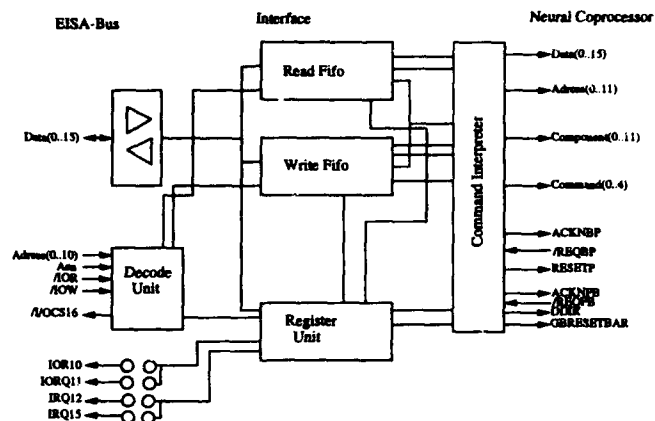 EISA-Bus
Interface
Neural Coprocessor
Read Fifo
Write Fifo
Data(0..15)
Decode
Unit
Adress(0..10)
Aen
/IOR
/IOW
/I/OCS16
Register
Unit
IOR10
IORQ11
IRQ12
IRQ15
Command Interpreter
Data(0..15)
Adress(0..11)
Component(0..11)
Command(0..4)
ACKNBP
/REQBP
RESETP
ACKNPB
/REQPB
DDIR
GBRESETBAR